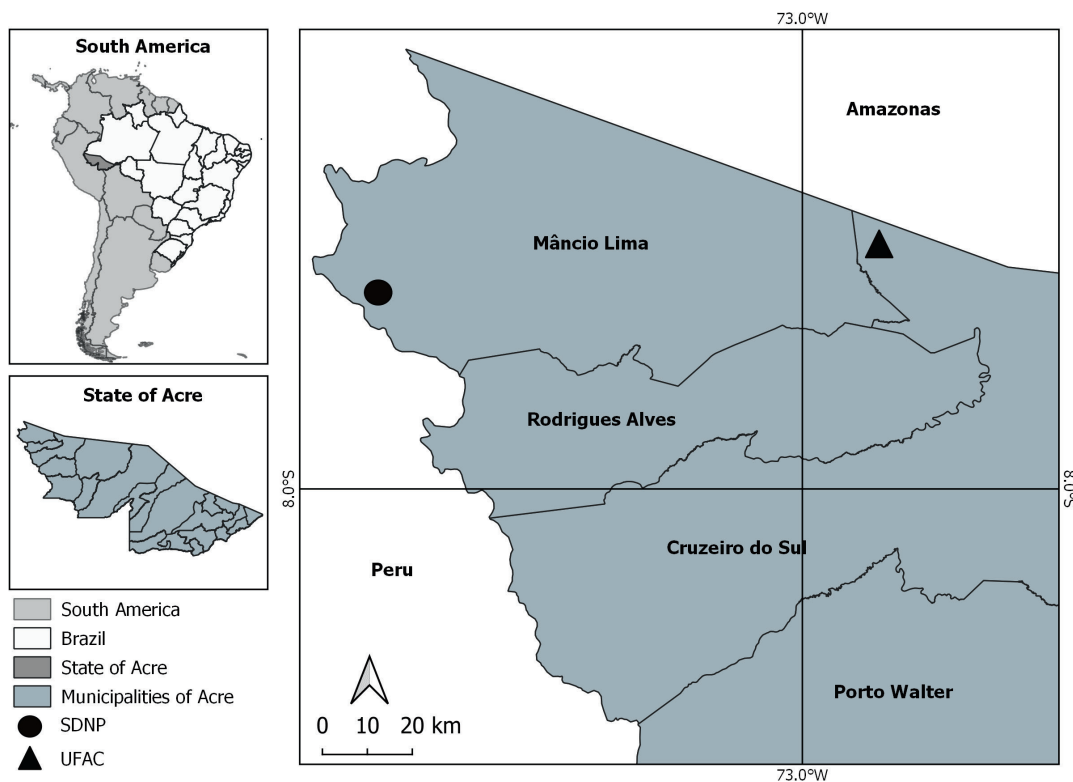 South America
State of Acre
South America
Brazil
State of Acre
Municipalities of Acre
SDNP
UFAC
73.0°W
Amazonas
Mâncio Lima
Rodrigues Alves
8.0°S
8.0°S
Cruzeiro do Sul
Peru
Porto Walter
0 10 20 km
73.0°W